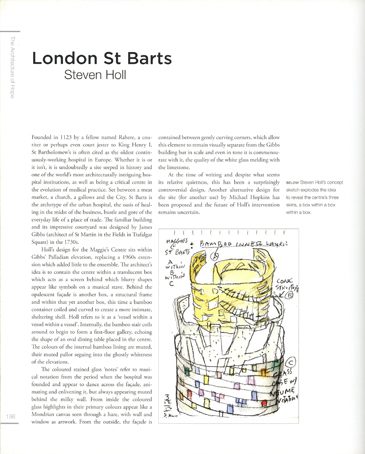 The Architecture of Hope
London St Barts
Steven Holl
Founded in 1123 by a fellow named Rahere, a cour-
tier or perhaps even court jester to King Henry I,
St Bartholomew's is often cited as the oldest contin-
uously-working hospital in Europe. Whether it is or
it isn't, it is undoubtedly a site steeped in history and
one of the world's most architecturally intriguing hos-
pital institutions, as well as being a critical centre in
the evolution of medical practice. Set between a meat
market, a church, a gallows and the City, St Barts is
the archetype of the urban hospital, the oasis of heal-
ing in the midst of the business, bustle and gore of the
everyday life of a place of trade. The familiar building
and its impressive courtyard was designed by James
Gibbs (architect of St Martin in the Fields in Trafalgar
Square) in the 1730s.
Holl's design for the Maggie's Centre sits within
Gibbs' Palladian elevation, replacing a 1960s exten-
sion which added little to the ensemble. The architect's
idea is to contain the centre within a translucent box
which acts as a screen behind which blurry shapes
appear like symbols on a musical stave. Behind the
opalescent façade is another box, a structural frame
and within that yet another box, this time a bamboo
container coiled and curved to create a more intimate,
sheltering shell. Holl refers to it as a 'vessel within a
vessel within a vessel'. Internally, the bamboo stair coils
around to begin to form a first-floor gallery, echoing
the shape of an oval dining table placed in the centre.
The colours of the internal bamboo lining are muted,
their muted pallor segueing into the ghostly whiteness
of the elevations.
The coloured stained glass 'notes' refer to musi-
cal notation from the period when the hospital was
founded and appear to dance across the façade, ani-
mating and enlivening it, but always appearing muted
behind the milky wall. From inside the coloured
glass highlights in their primary colours appear like a
Mondrian canvas seen through a haze, with wall and
window as artwork. From the outside, the façade is
contained between gently curving corners, which allow
this element to remain visually separate from the Gibbs
building but in scale and even in tone it is commensu-
rate with it, the quality of the white glass melding with
the limestone.
At the time of writing and despite what seems
its relative quietness, this has been a surprisingly
controversial design. Another alternative design for
the site (for another use) by Michael Hopkins has
been proposed and the future of Holl's intervention
remains uncertain.
BELOW Steven Holl's concept
sketch explores the idea
to reveal the centre's three
skins, a box within a box
within a box.
MAGGIES
ST BARTS
A
WITHIN
B
WITHIN
C
BAMBOO
CONC
C
GLASS
W/
NEUME
198